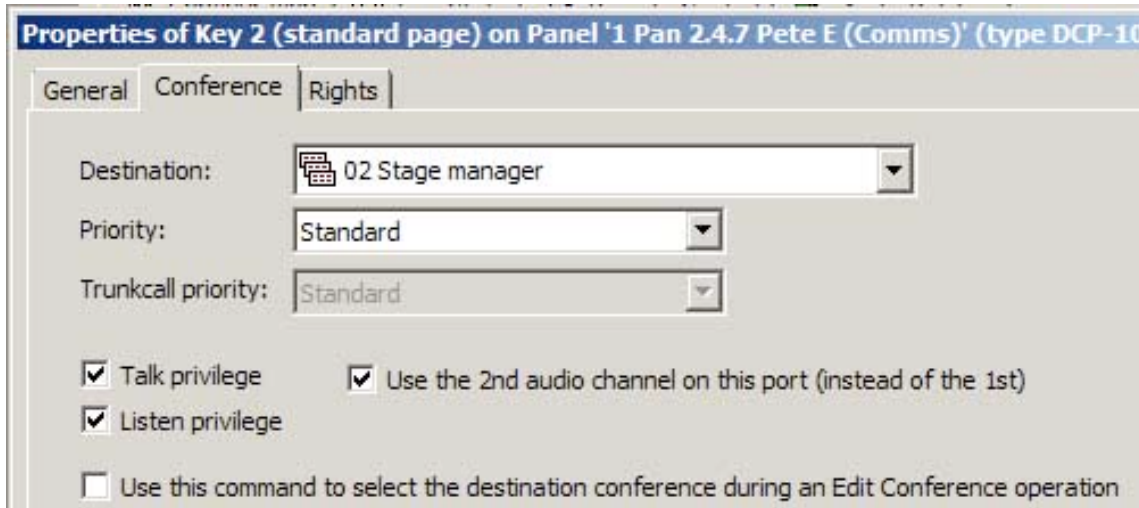 Properties of Key 2 (standard page) on Panel '1 Pan 2.4.7 Pete E (Comms)' (type DCP-10
General Conference Rights
Destination: 02 Stage manager
Priority: Standard
Trunkcall priority: Standard
Talk privilege Use the 2nd audio channel on this port (instead of the 1st)
Listen privilege
Use this command to select the destination conference during an Edit Conference operation